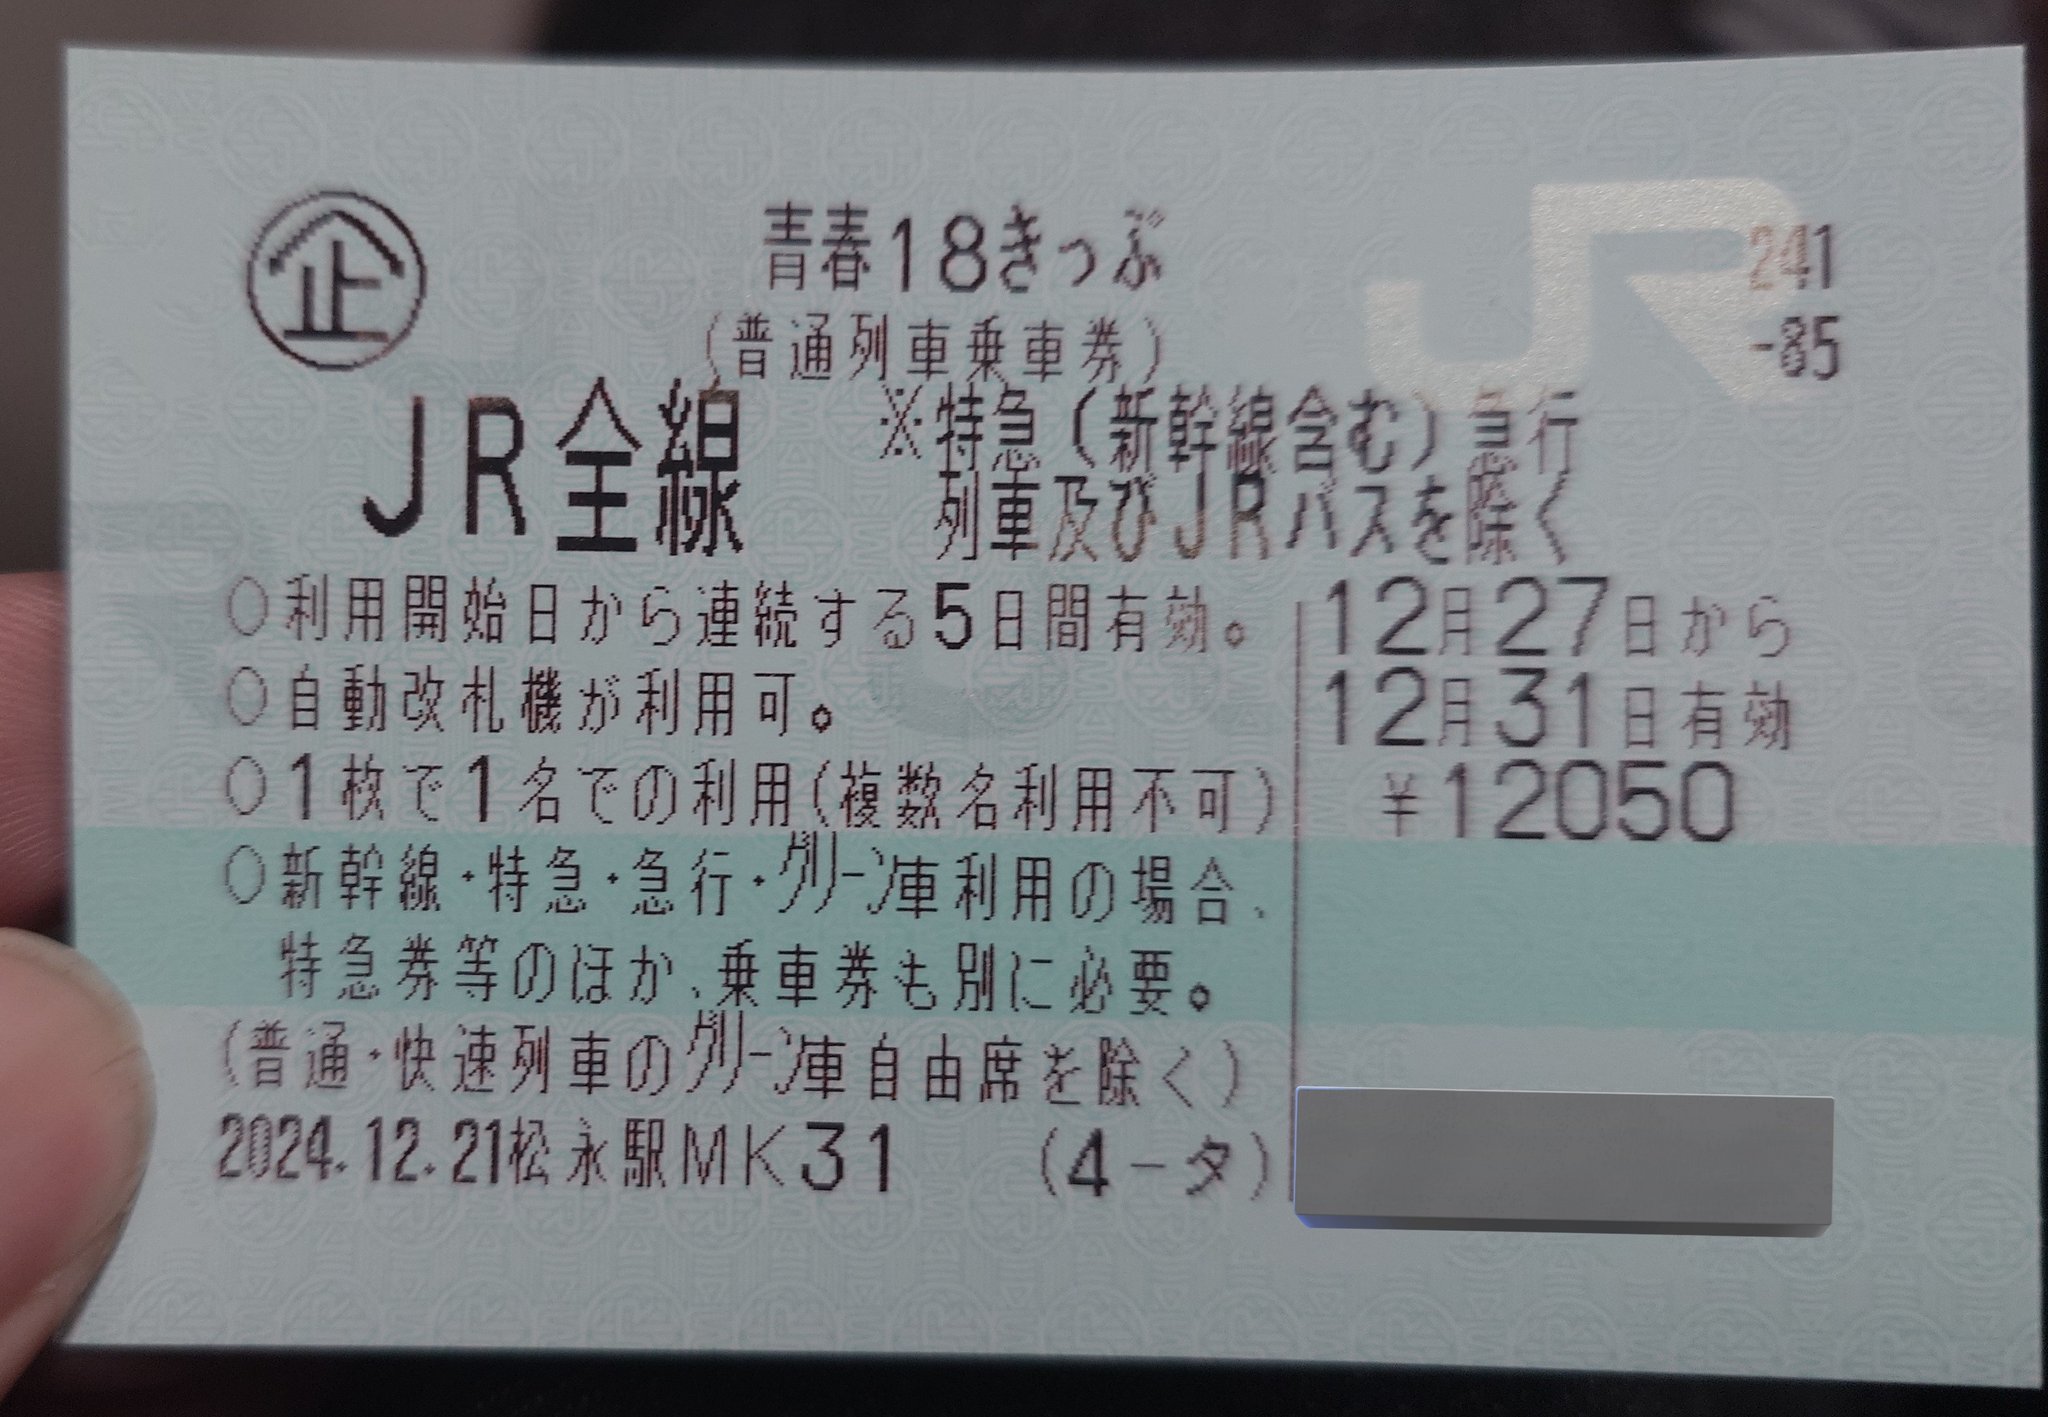 企
青春18きっぷ
(普通列車乗車券)
JR
241
-85
JR全線
※特急(新幹線含む)急行
列車及びJRバスを除く
○利用開始日から連続する5日間有効。
○自動改札機が利用可。
○1枚で1名での利用(複数名利用不可)
○新幹線・特急・急行・グリーン車利用の場合、
特急券等のほか、乗車券も別に必要。
(普通・快速列車のグリーン車自由席を除く)
12月27日から
12月31日有効
¥12050
2024.12.21松永駅MK31 (4-タ)